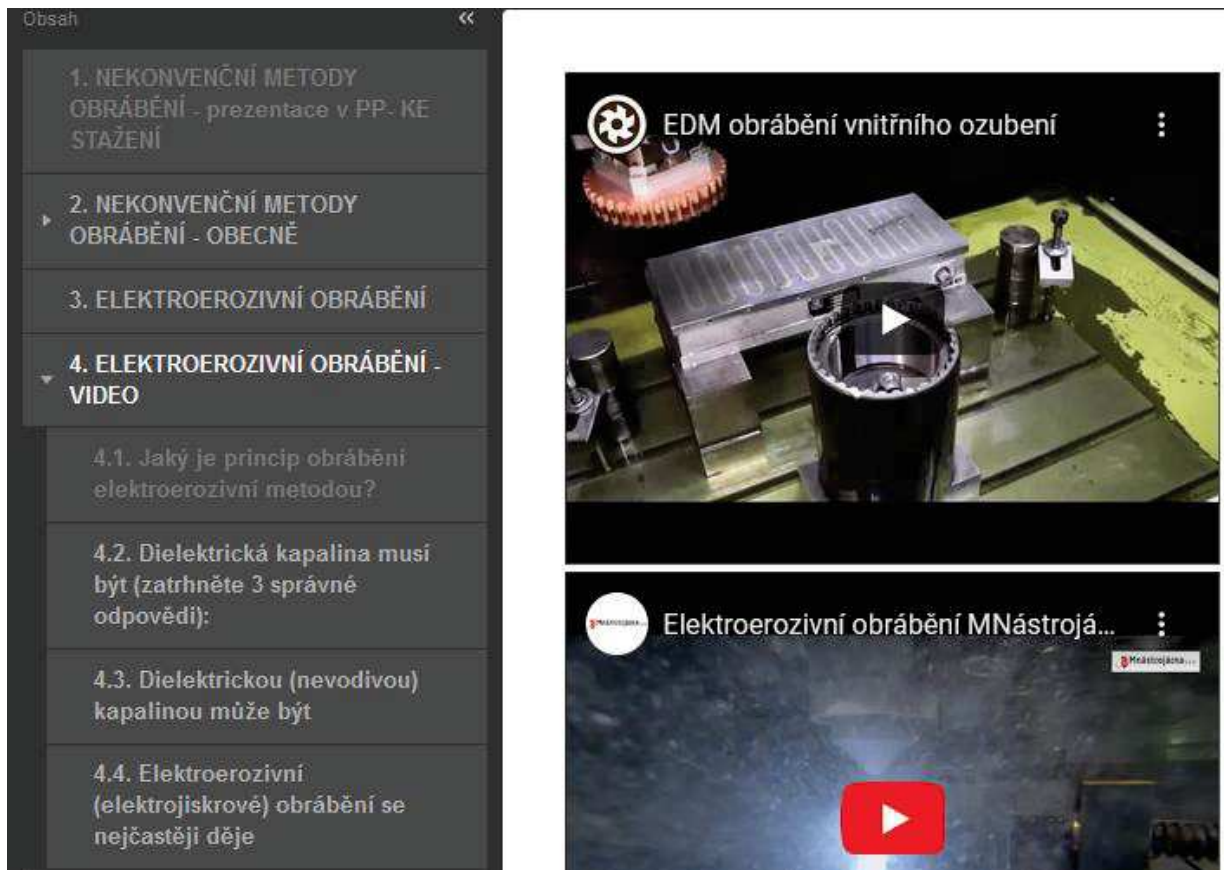 Obsah
1. NEKONVENČNÍ METODY
OBRÁBĚNÍ - prezentace v PP- KE
STAŽENÍ
2. NEKONVENČNÍ METODY
OBRÁBĚNÍ - OBECNĚ
3. ELEKTROEROZIVNÍ OBRÁBĚNÍ
4. ELEKTROEROZIVNÍ OBRÁBĚNÍ -
VIDEO
4.1. Jaký je princip obrábění
elektroerozivní metodou?
4.2. Dielektrická kapalina musí
být (zatrhněte 3 správné
odpovědi):
4.3. Dielektrickou (nevodivou)
kapalinou může být
4.4. Elektroerozivní
(elektrojiskrové) obrábění se
nejčastěji děje
EDM obrábění vnitřního ozubení
Elektroerozivní obrábění MNástrojá...
MNástrojárna